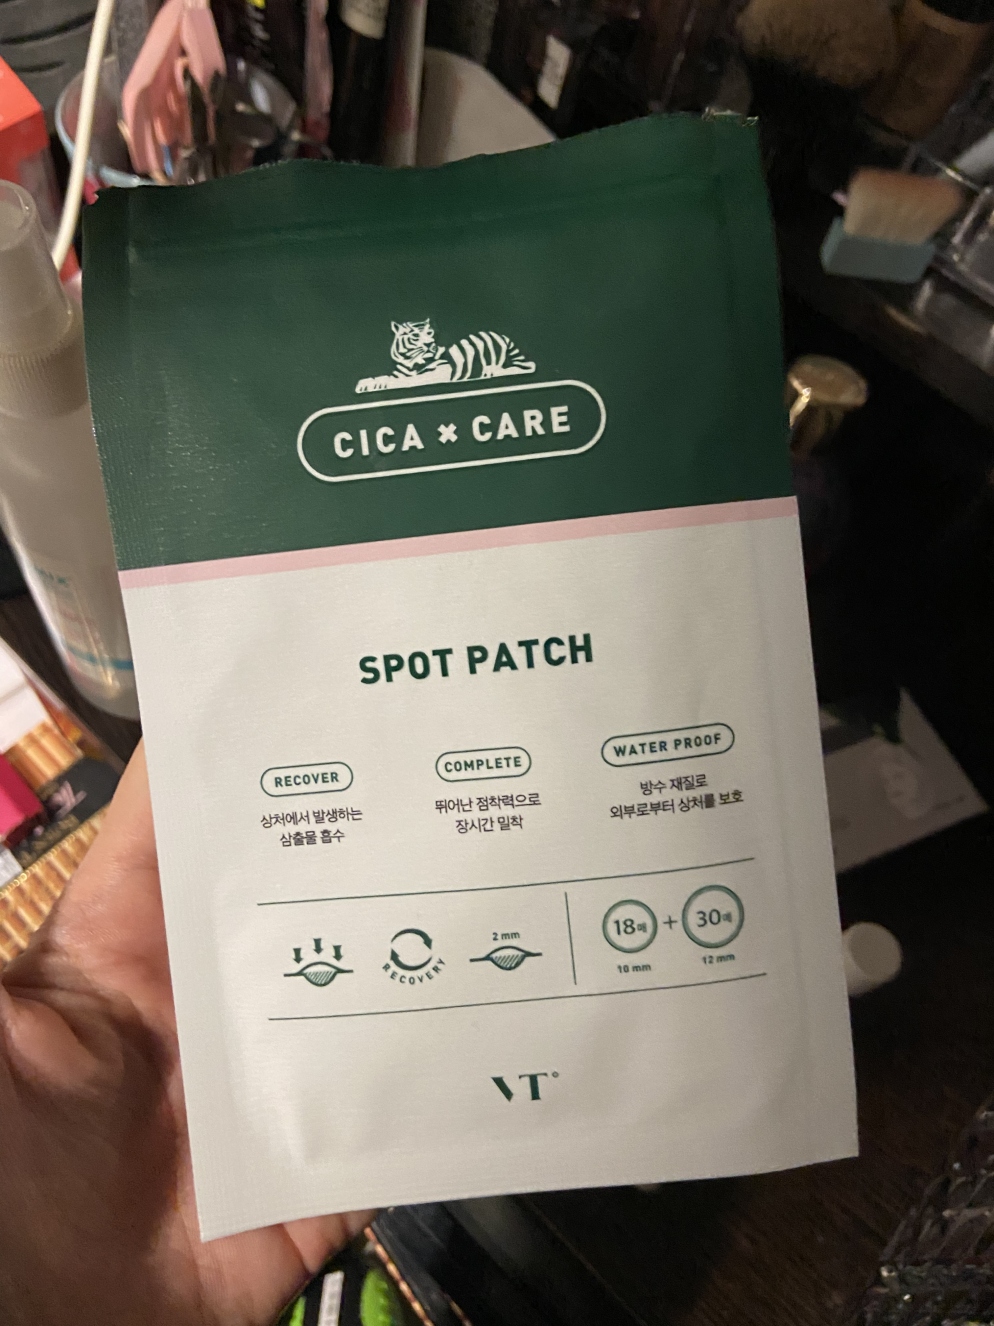 CICA × CARE
SPOT PATCH
RECOVER
상처에서 발생하는
삼출물 흡수
COMPLETE
뛰어난 점착력으로
장시간 밀착
WATER PROOF
방수 재질로
외부로부터 상처를 보호
RECOVERY
2 mm
18매 + 30매
10 mm
12 mm
VT